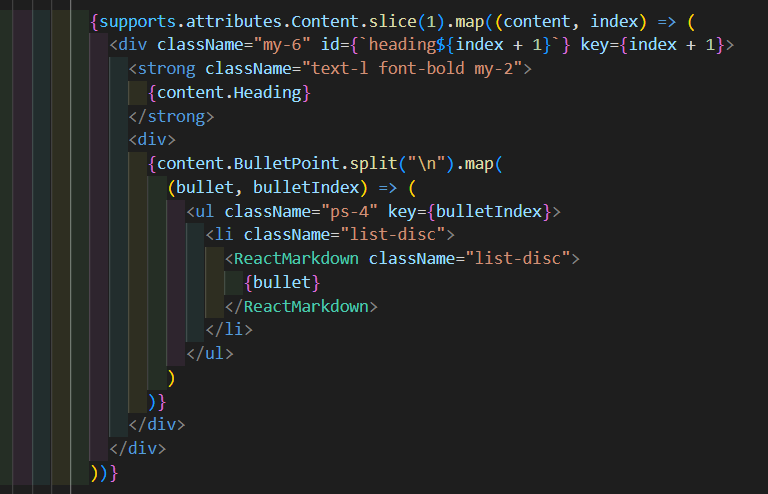 {supports.attributes.Content.slice(1).map((content, index) => (
<div className="my-6" id={`heading${index + 1}`} key={index + 1}>
<strong className="text-l font-bold my-2">
{content.Heading}
</strong>
<div>
{content.BulletPoint.split("\n").map(
(bullet, bulletIndex) => (
<ul className="ps-4" key={bulletIndex}>
<li className="list-disc">
<ReactMarkdown className="list-disc">
{bullet}
</ReactMarkdown>
</li>
</ul>
)
)}
</div>
</div>
))}